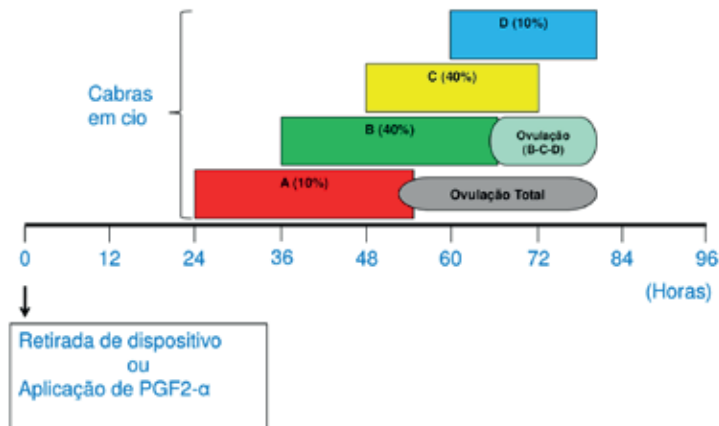 D (10%)
C (40%)
Cabras
em cio
B (40%)
Ovulação
(B-C-D)
A (10%)
Ovulação Total
0 12 24 36 48 60 72 84 96
(Horas)
Retirada de dispositivo
ou
Aplicação de PGF2-α